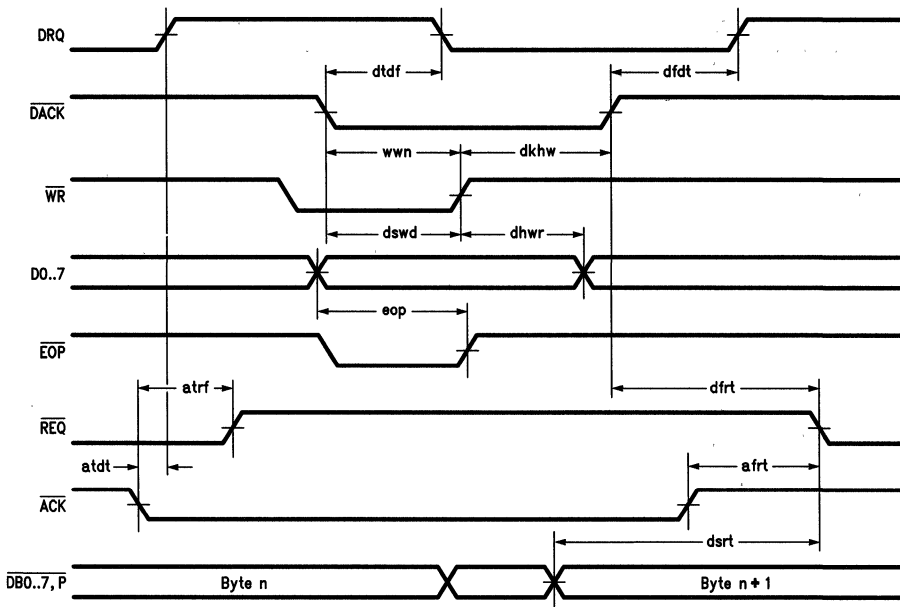 DRQ
dtdf
dfdt
DACK
wwn
dkhw
WR
dswd
dhwr
D0..7
eop
EOP
atrf
dfrt
REQ
atdt
afrt
ACK
dsrt
DB0..7, P
Byte n
Byte n + 1